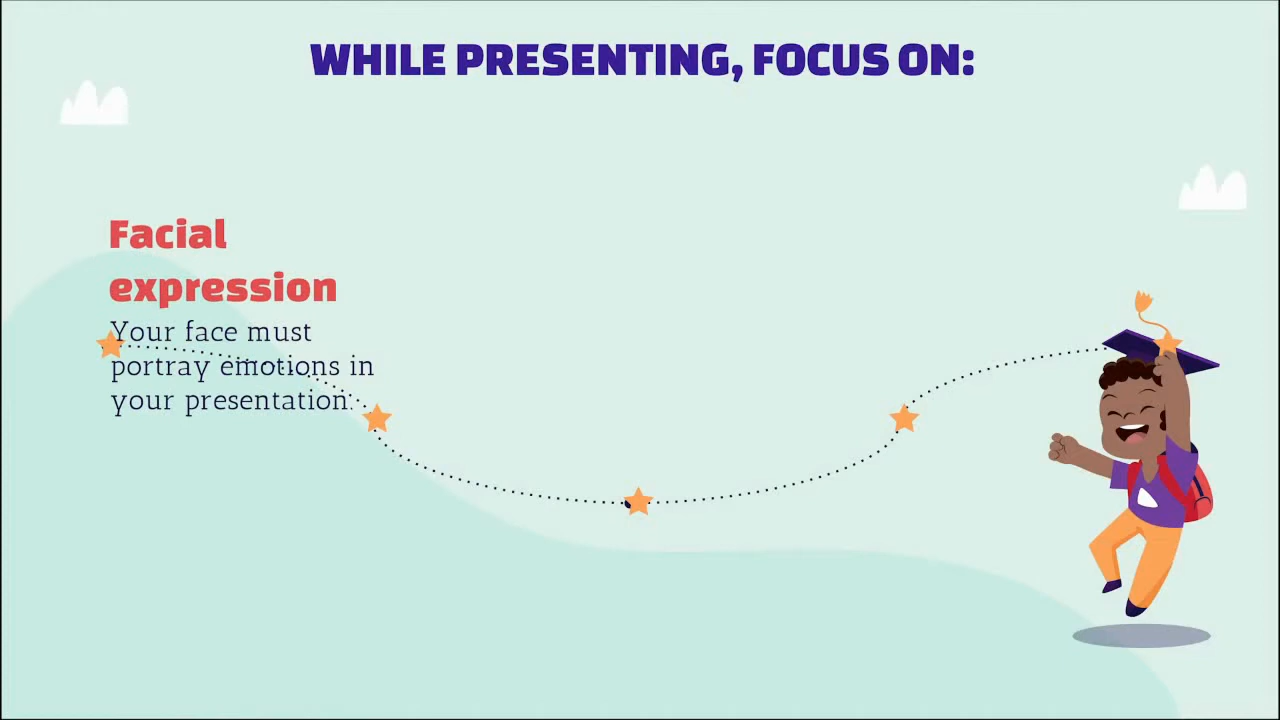 WHILE PRESENTING, FOCUS ON:
Facial
expression
Your face must
portray emotions in
your presentation.